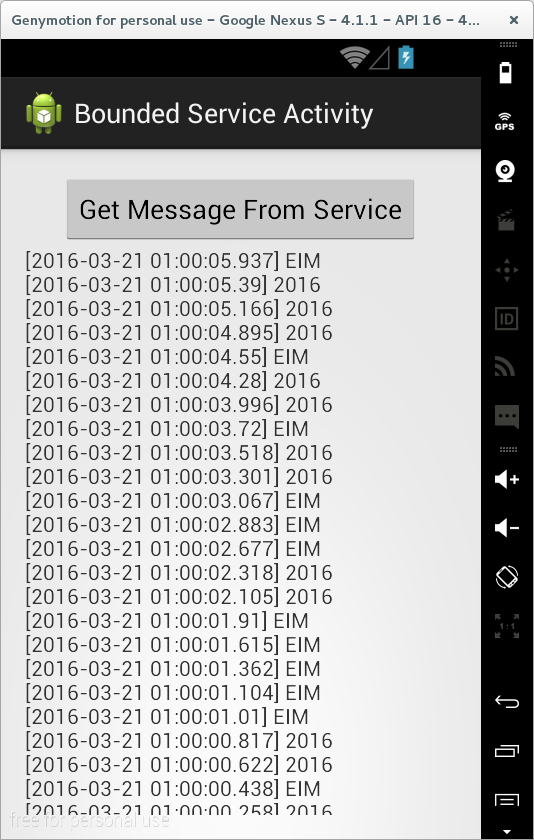 Genymotion for personal use – Google Nexus S – 4.1.1 – API 16 – 4...
Bounded Service Activity
GPS
Get Message From Service
[2016-03-21 01:00:05.937] EIM
[2016-03-21 01:00:05.39] 2016
[2016-03-21 01:00:05.166] 2016
[2016-03-21 01:00:04.895] 2016
[2016-03-21 01:00:04.55] EIM
[2016-03-21 01:00:04.28] 2016
[2016-03-21 01:00:03.996] 2016
[2016-03-21 01:00:03.72] EIM
[2016-03-21 01:00:03.518] 2016
[2016-03-21 01:00:03.301] 2016
[2016-03-21 01:00:03.067] EIM
[2016-03-21 01:00:02.883] EIM
[2016-03-21 01:00:02.677] EIM
[2016-03-21 01:00:02.318] 2016
[2016-03-21 01:00:02.105] 2016
[2016-03-21 01:00:01.91] EIM
[2016-03-21 01:00:01.615] EIM
[2016-03-21 01:00:01.362] EIM
[2016-03-21 01:00:01.104] EIM
[2016-03-21 01:00:01.01] EIM
[2016-03-21 01:00:00.817] 2016
[2016-03-21 01:00:00.622] 2016
[2016-03-21 01:00:00.438] EIM
[2016-03-21 01:00:00.258] 2016
free for personal use
ID
1:1